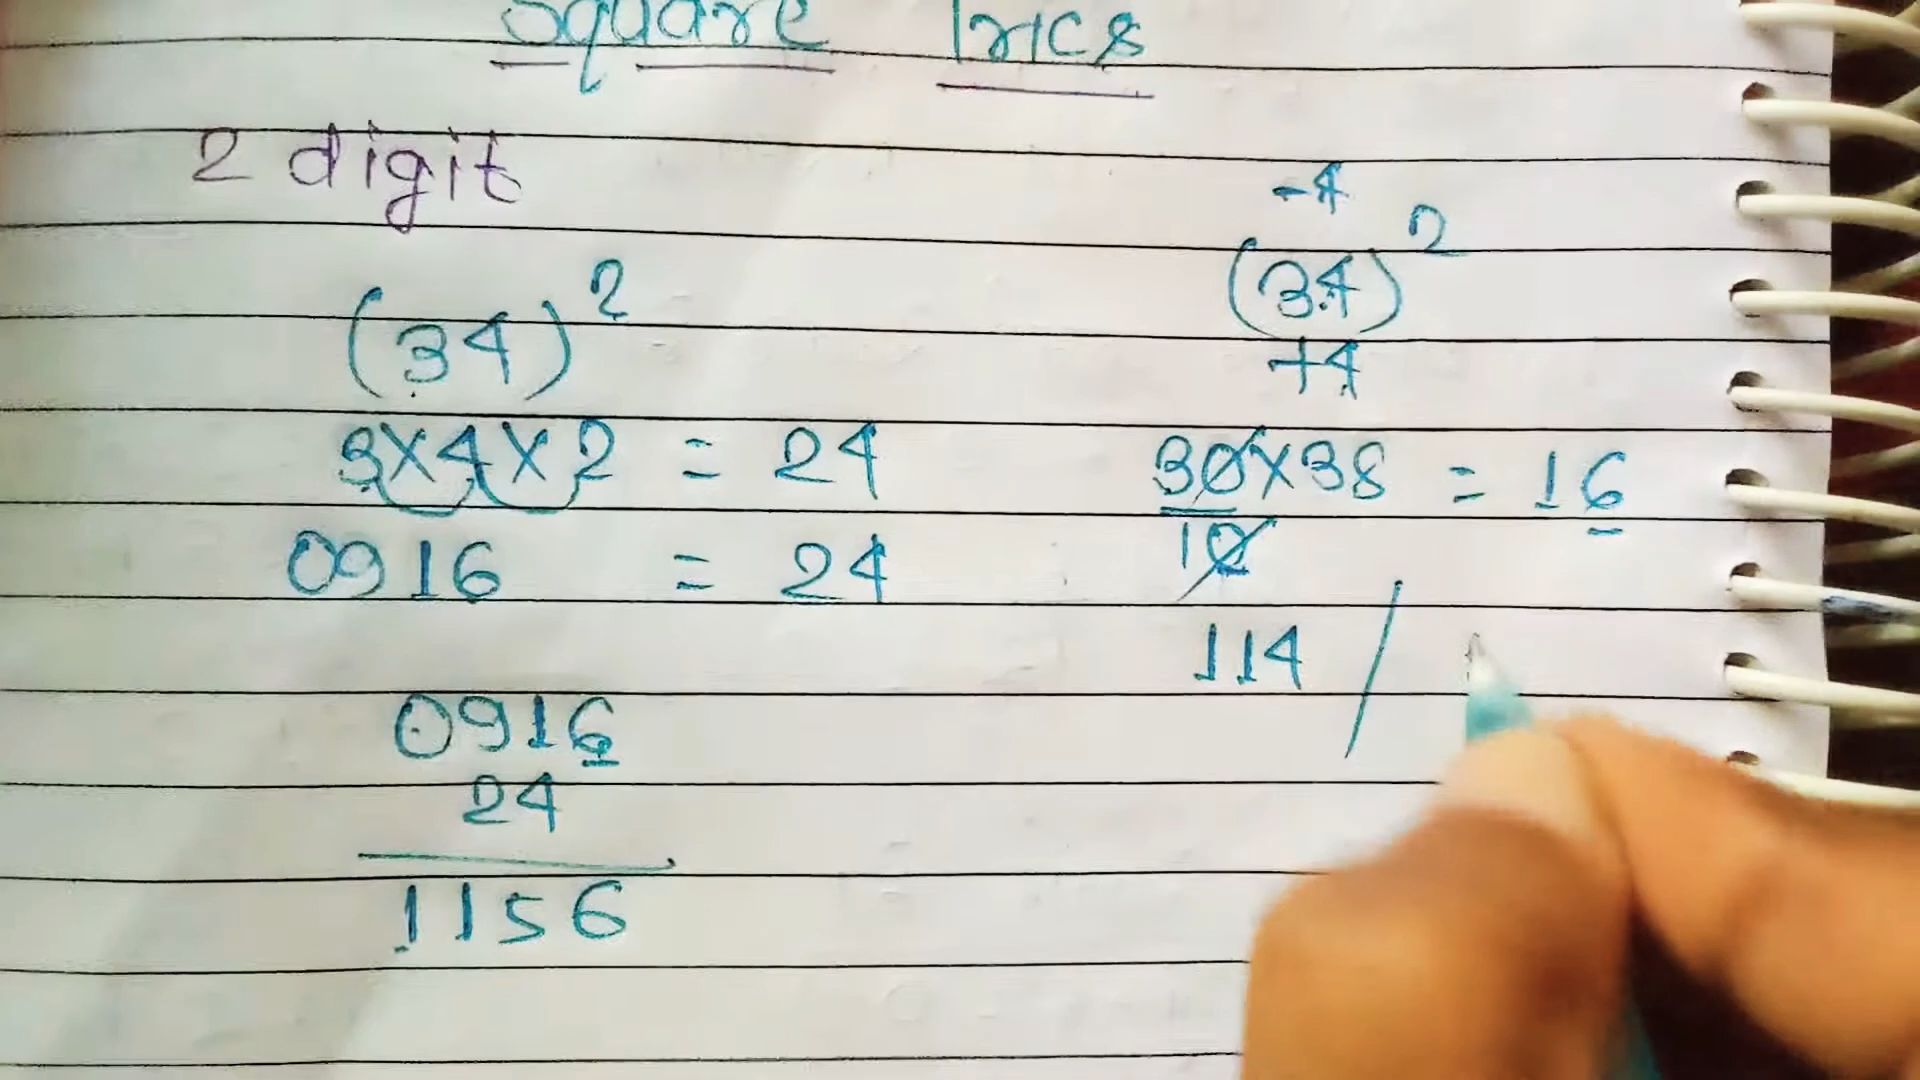 Square Trics
2 digit
(34)²
3×4×2 = 24
0916 = 24
0916
24
1156
-4
(34)²
+4
30×38 = 16
10
114 /